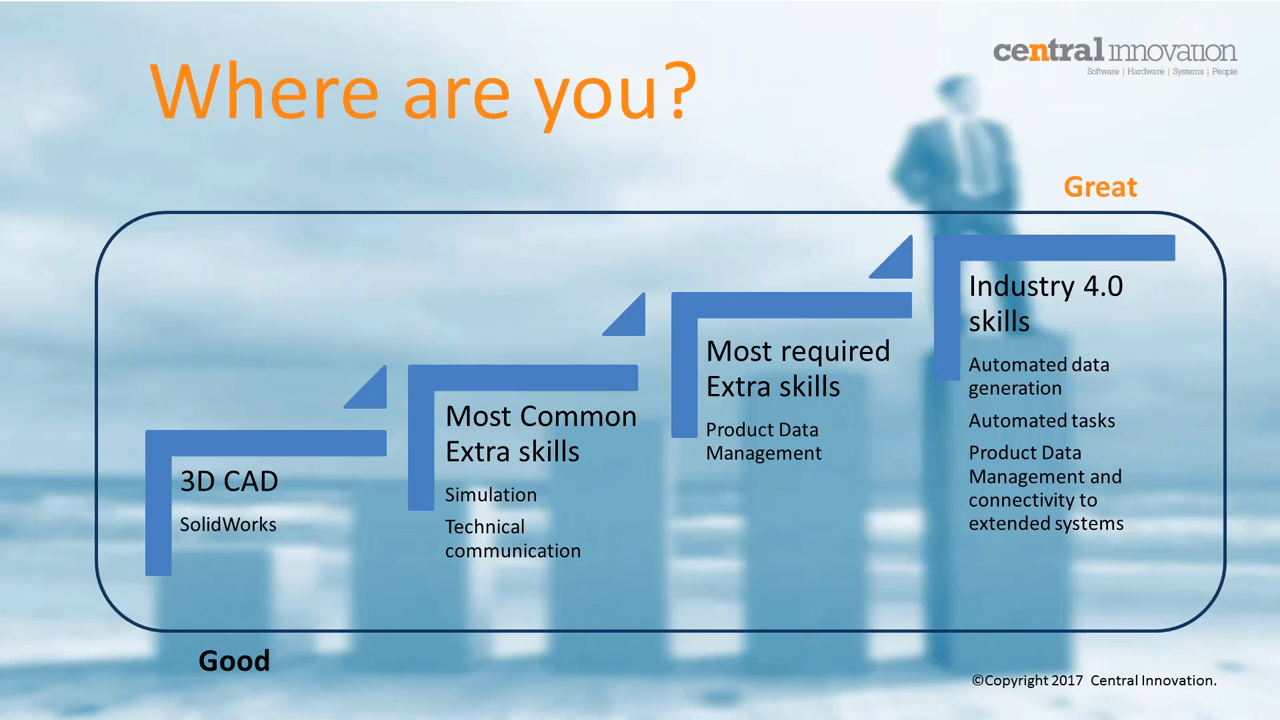 central innovation
Software | Hardware | Systems | People
Where are you?
Great
Industry 4.0
skills
Automated data
generation
Automated tasks
Product Data
Management and
connectivity to
extended systems
Most required
Extra skills
Product Data
Management
Most Common
Extra skills
Simulation
Technical
communication
3D CAD
SolidWorks
Good
©Copyright 2017 Central Innovation.